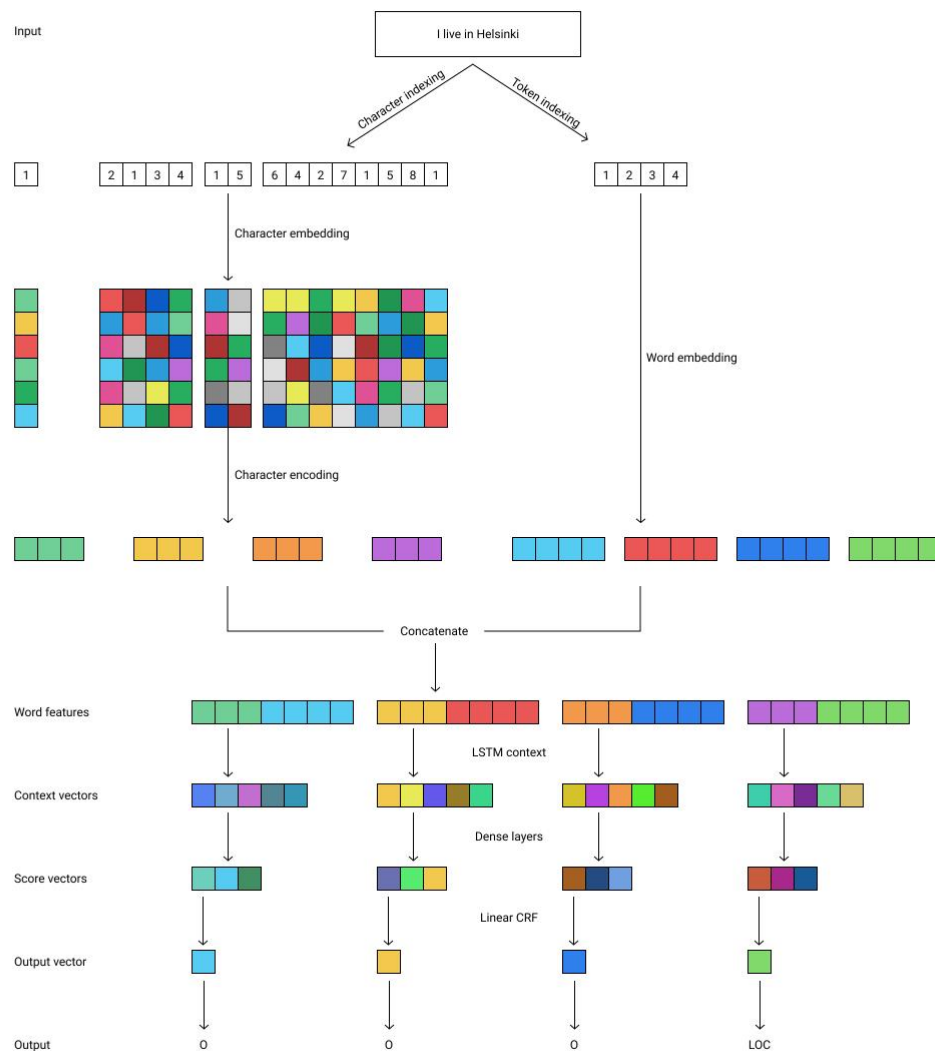 Input
I live in Helsinki
Character indexing
Token indexing
1 2 1 3 4 1 5 6 4 2 7 1 5 8 1 1 2 3 4
Character embedding
Word embedding
Character encoding
Concatenate
Word features
LSTM context
Context vectors
Dense layers
Score vectors
Linear CRF
Output vector
Output O O O LOC